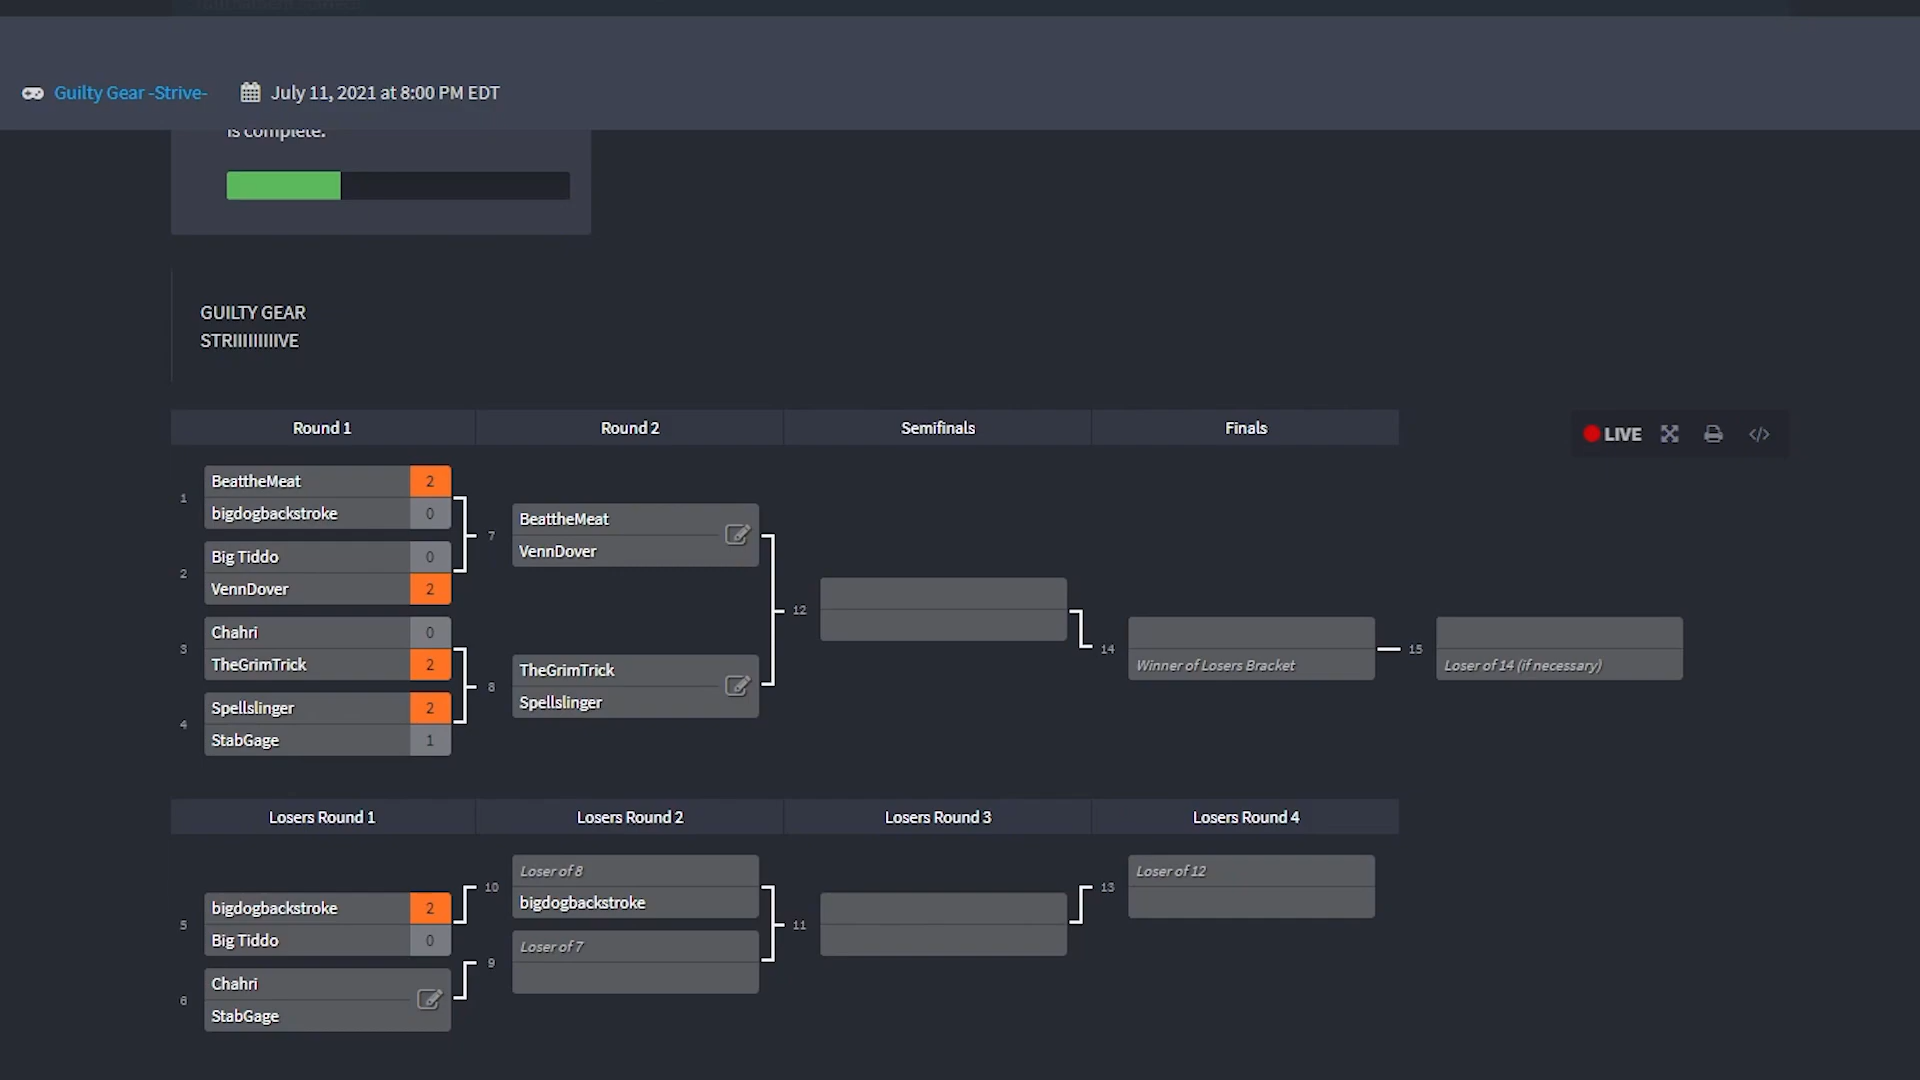 Guilty Gear -Strive- July 11, 2021 at 8:00 PM EDT
is complete.
GUILTY GEAR
STRIIIIIIIIIVE
Round 1 Round 2 Semifinals Finals
LIVE
1
BeattheMeat 2
bigdogbackstroke 0
2
Big Tiddo 0
VennDover 2
3
Chahri 0
TheGrimTrick 2
4
Spellslinger 2
StabGage 1
7
BeattheMeat
VennDover
8
TheGrimTrick
Spellslinger
12
14
Winner of Losers Bracket
15
Loser of 14 (if necessary)
Losers Round 1 Losers Round 2 Losers Round 3 Losers Round 4
5
bigdogbackstroke 2
Big Tiddo 0
6
Chahri
StabGage
10
Loser of 8
bigdogbackstroke
9
Loser of 7
11
13
Loser of 12